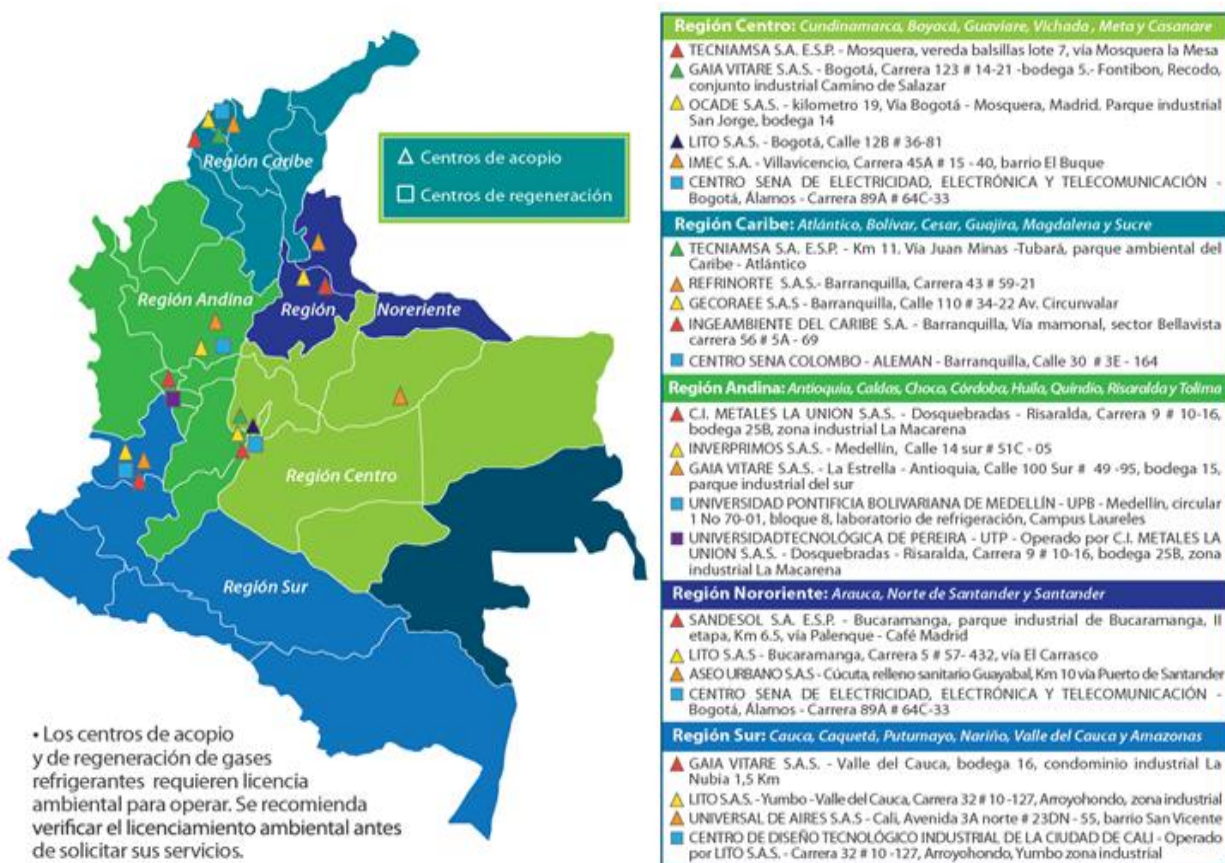 Región Caribe
Región Andina
Región Noreriente
Región Centro
Región Sur
Centros de acopio
Centros de regeneración
• Los centros de acopio
y de regeneración de gases
refrigerantes requieren licencia
ambiental para operar. Se recomienda
verificar el licenciamiento ambiental antes
de solicitar sus servicios.
Región Centro: Cundinamarca, Boyacá, Guaviare, Vichada , Meta y Casanare
TECNIAMSA S.A. E.S.P. - Mosquera, vereda balsillas lote 7, vía Mosquera la Mesa
GAIA VITARE S.A.S. - Bogotá, Carrera 123 # 14-21 -bodega 5.- Fontibon, Recodo,
conjunto industrial Camino de Salazar
OCADE S.A.S. - kilometro 19, Via Bogotá - Mosquera, Madrid. Parque industrial
San Jorge, bodega 14
LITO S.A.S. - Bogotá, Calle 12B # 36-81
IMEC S.A. - Villavicencio, Carrera 45A # 15 - 40, barrio El Buque
CENTRO SENA DE ELECTRICIDAD, ELECTRÓNICA Y TELECOMUNICACIÓN -
Bogotá, Álamos - Carrera 89A # 64C-33
Región Caribe: Atlántico, Bolívar, Cesar, Guajira, Magdalena y Sucre
TECNIAMSA S.A. E.S.P. - Km 11. Vía Juan Minas -Tubará, parque ambiental del
Caribe - Atlántico
REFRINORTE S.A.S.- Barranquilla, Carrera 43 # 59-21
GECORAEE S.A.S - Barranquilla, Calle 110 # 34-22 Av. Circunvalar
INGEAMBIENTE DEL CARIBE S.A. - Barranquilla, Vía mamonal, sector Bellavista
carrera 56 # 5A - 69
CENTRO SENA COLOMBO - ALEMAN - Barranquilla, Calle 30 # 3E - 164
Región Andina: Antioquia, Caldas, Choco, Córdoba, Huila, Quindío, Risaralda y Tolima
C.I. METALES LA UNION S.A.S. - Dosquebradas - Risaralda, Carrera 9 # 10-16,
bodega 25B, zona industrial La Macarena
INVERPRIMOS S.A.S. - Medellín, Calle 14 sur # 51C - 05
GAIA VITARE S.A.S. - La Estrella - Antioquia, Calle 100 Sur # 49 -95, bodega 15,
parque industrial del sur
UNIVERSIDAD PONTIFICIA BOLIVARIANA DE MEDELLÍN - UPB - Medellín, circular
1 No 70-01, bloque 8, laboratorio de refrigeración, Campus Laureles
UNIVERSIDADTECNOLÓGICA DE PEREIRA - UTP - Operado por C.I. METALES LA
UNION S.A.S. - Dosquebradas - Risaralda, Carrera 9 # 10-16, bodega 25B, zona
industrial La Macarena
Región Nororiente: Arauca, Norte de Santander y Santander
SANDESOL S.A. E.S.P. - Bucaramanga, parque industrial de Bucaramanga, II
etapa, Km 6.5, vía Palenque - Café Madrid
LITO S.A.S - Bucaramanga, Carrera 5 # 57- 432, vía El Carrasco
ASEO URBANO S.A.S - Cúcuta, relleno sanitario Guayabal, Km 10 vía Puerto de Santander
CENTRO SENA DE ELECTRICIDAD, ELECTRÓNICA Y TELECOMUNICACIÓN -
Bogotá, Álamos - Carrera 89A # 64C-33
Región Sur: Cauca, Caquetá, Putumayo, Nariño, Valle del Cauca y Amazonas
GAIA VITARE S.A.S. - Valle del Cauca, bodega 16, condominio industrial La
Nubia 1,5 Km
LITO S.A.S. - Yumbo - Valle del Cauca, Carrera 32 # 10 -127, Arroyohondo, zona industrial
UNIVERSAL DE AIRES S.A.S - Cali, Avenida 3A norte # 23DN - 55, barrio San Vicente
CENTRO DE DISEÑO TECNOLÓGICO INDUSTRIAL DE LA CIUDAD DE CALI - Operado
por LITO S.A.S. - Carrera 32 # 10 -127, Arroyohondo, Yumbo zona industrial